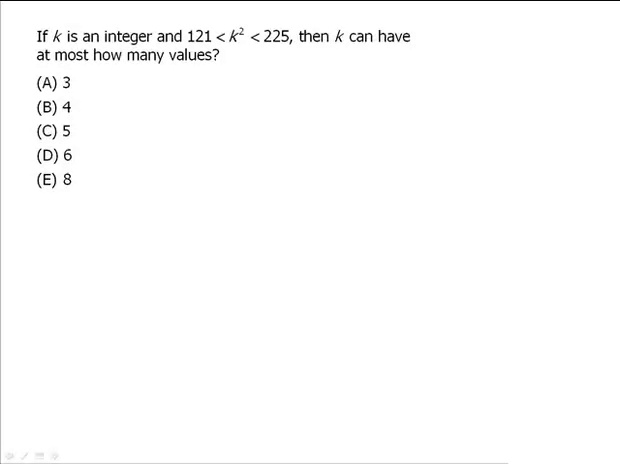 If k is an integer and 121 < k² < 225, then k can have
at most how many values?
(A) 3
(B) 4
(C) 5
(D) 6
(E) 8